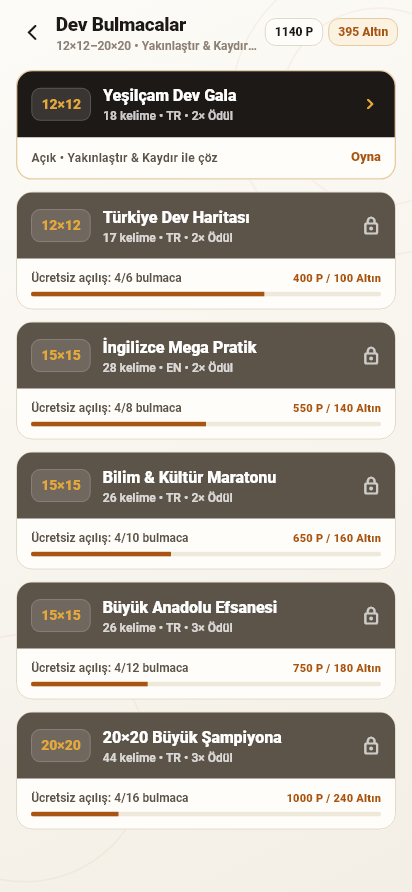 Dev Bulmacalar
12×12–20×20 • Yakınlaştır & Kaydır…
1140 P
395 Altın
12×12
Yeşilçam Dev Gala
18 kelime • TR • 2× Ödül
Açık • Yakınlaştır & Kaydır ile çöz
Oyna
12×12
Türkiye Dev Haritası
17 kelime • TR • 2× Ödül
Ücretsiz açılış: 4/6 bulmaca
400 P / 100 Altın
15×15
İngilizce Mega Pratik
28 kelime • EN • 2× Ödül
Ücretsiz açılış: 4/8 bulmaca
550 P / 140 Altın
15×15
Bilim & Kültür Maratonu
26 kelime • TR • 2× Ödül
Ücretsiz açılış: 4/10 bulmaca
650 P / 160 Altın
15×15
Büyük Anadolu Efsanesi
26 kelime • TR • 3× Ödül
Ücretsiz açılış: 4/12 bulmaca
750 P / 180 Altın
20×20
20×20 Büyük Şampiyona
44 kelime • TR • 3× Ödül
Ücretsiz açılış: 4/16 bulmaca
1000 P / 240 Altın